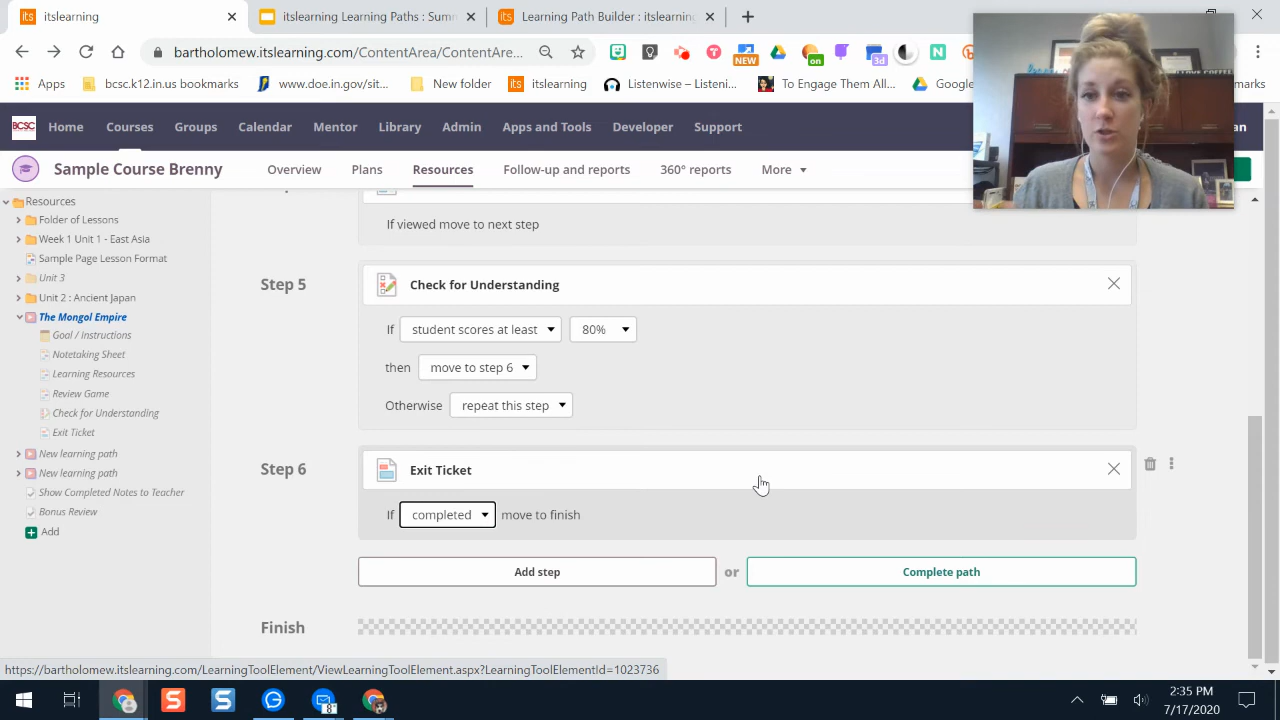 itslearning
itslearning Learning Paths : Sum
Learning Path Builder : itslearning
bartholomew.itslearning.com/ContentArea/ContentAre...
NEW
on
3d
Apps
bcsc.k12.in.us bookmarks
www.doe.in.gov/sit...
New folder
its
itslearning
Listenwise – Listeni...
To Engage Them All...
Google
BCSC
Home
Courses
Groups
Calendar
Mentor
Library
Admin
Apps and Tools
Developer
Support
Sample Course Brenny
Overview
Plans
Resources
Follow-up and reports
360° reports
More
Resources
Folder of Lessons
Week 1 Unit 1 - East Asia
Sample Page Lesson Format
Unit 3
Unit 2 : Ancient Japan
The Mongol Empire
Goal / Instructions
Notetaking Sheet
Learning Resources
Review Game
Check for Understanding
Exit Ticket
New learning path
New learning path
Show Completed Notes to Teacher
Bonus Review
Add
If viewed move to next step
Step 5
Check for Understanding
If student scores at least 80%
then move to step 6
Otherwise repeat this step
Step 6
Exit Ticket
If completed move to finish
Add step or Complete path
Finish
https://bartholomew.itslearning.com/LearningToolElement/ViewLearningToolElement.aspx?LearningToolElementId=1023736
2:35 PM
7/17/2020